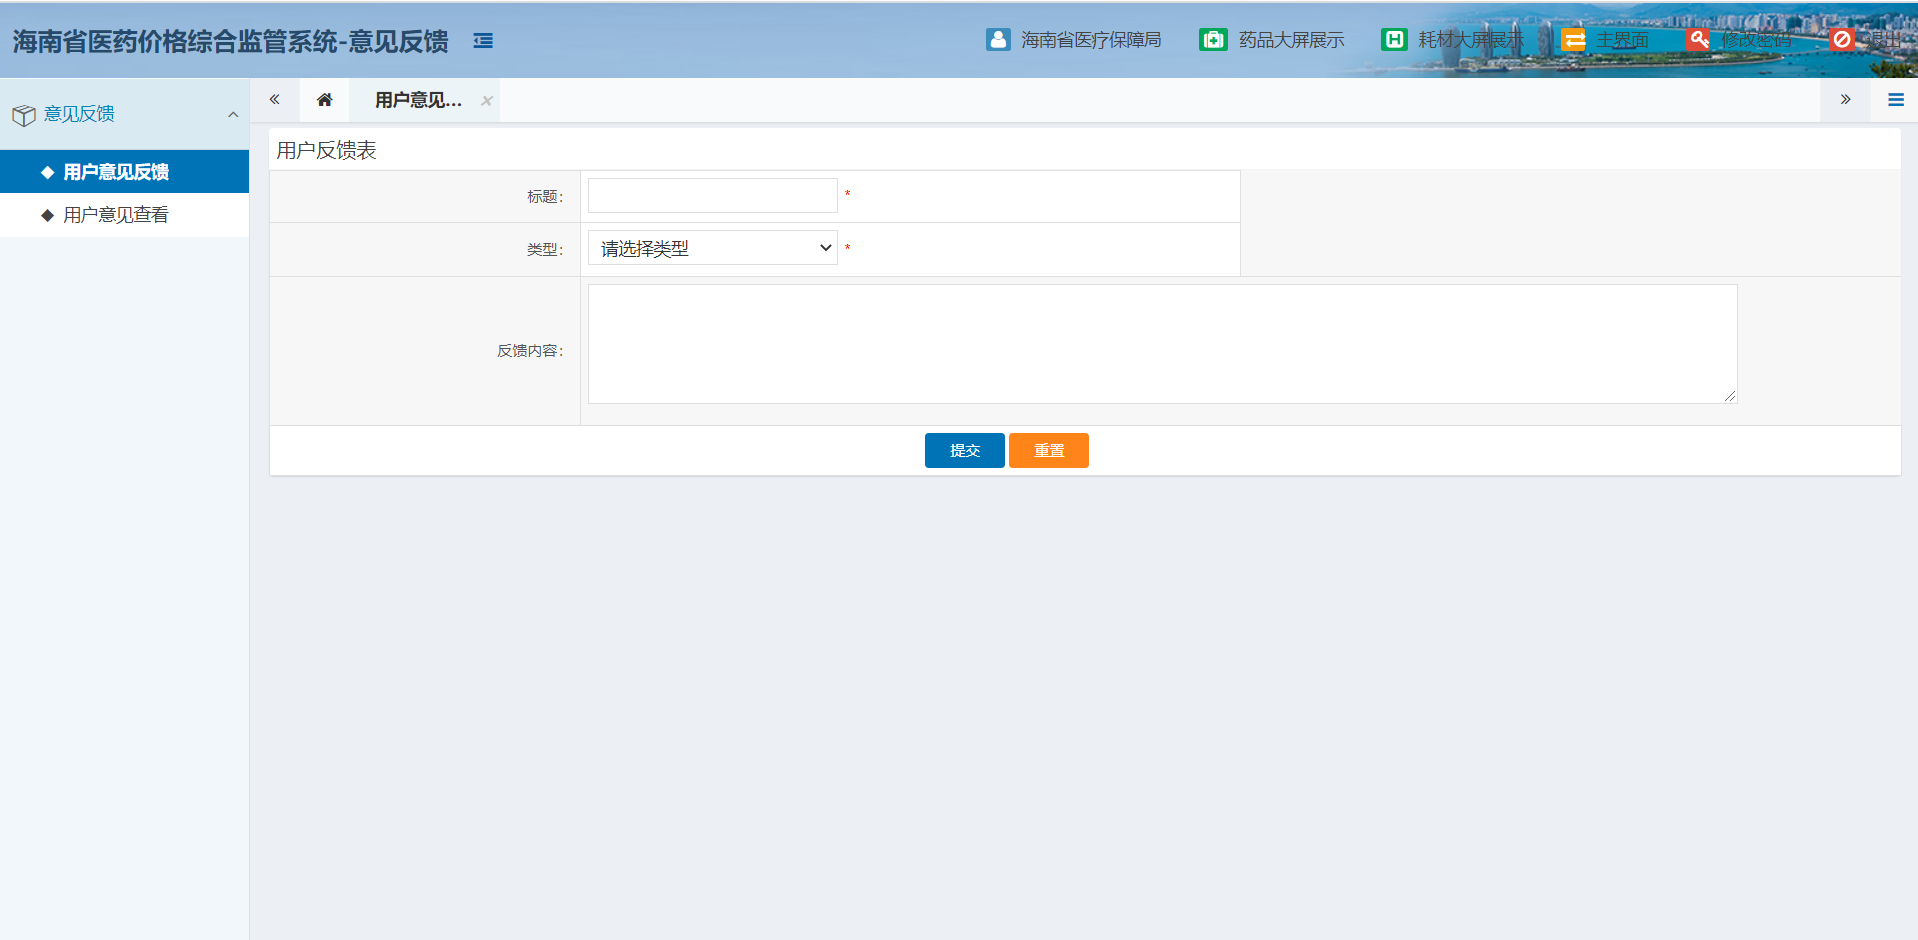 海南省医药价格综合监管系统-意见反馈
海南省医疗保障局
药品大屏展示
耗材大屏展示
主界面
修改密码
退出
意见反馈
用户意见反馈
用户意见查看
用户意见...
用户反馈表
标题：
*
类型：
请选择类型
*
反馈内容：
提交
重置